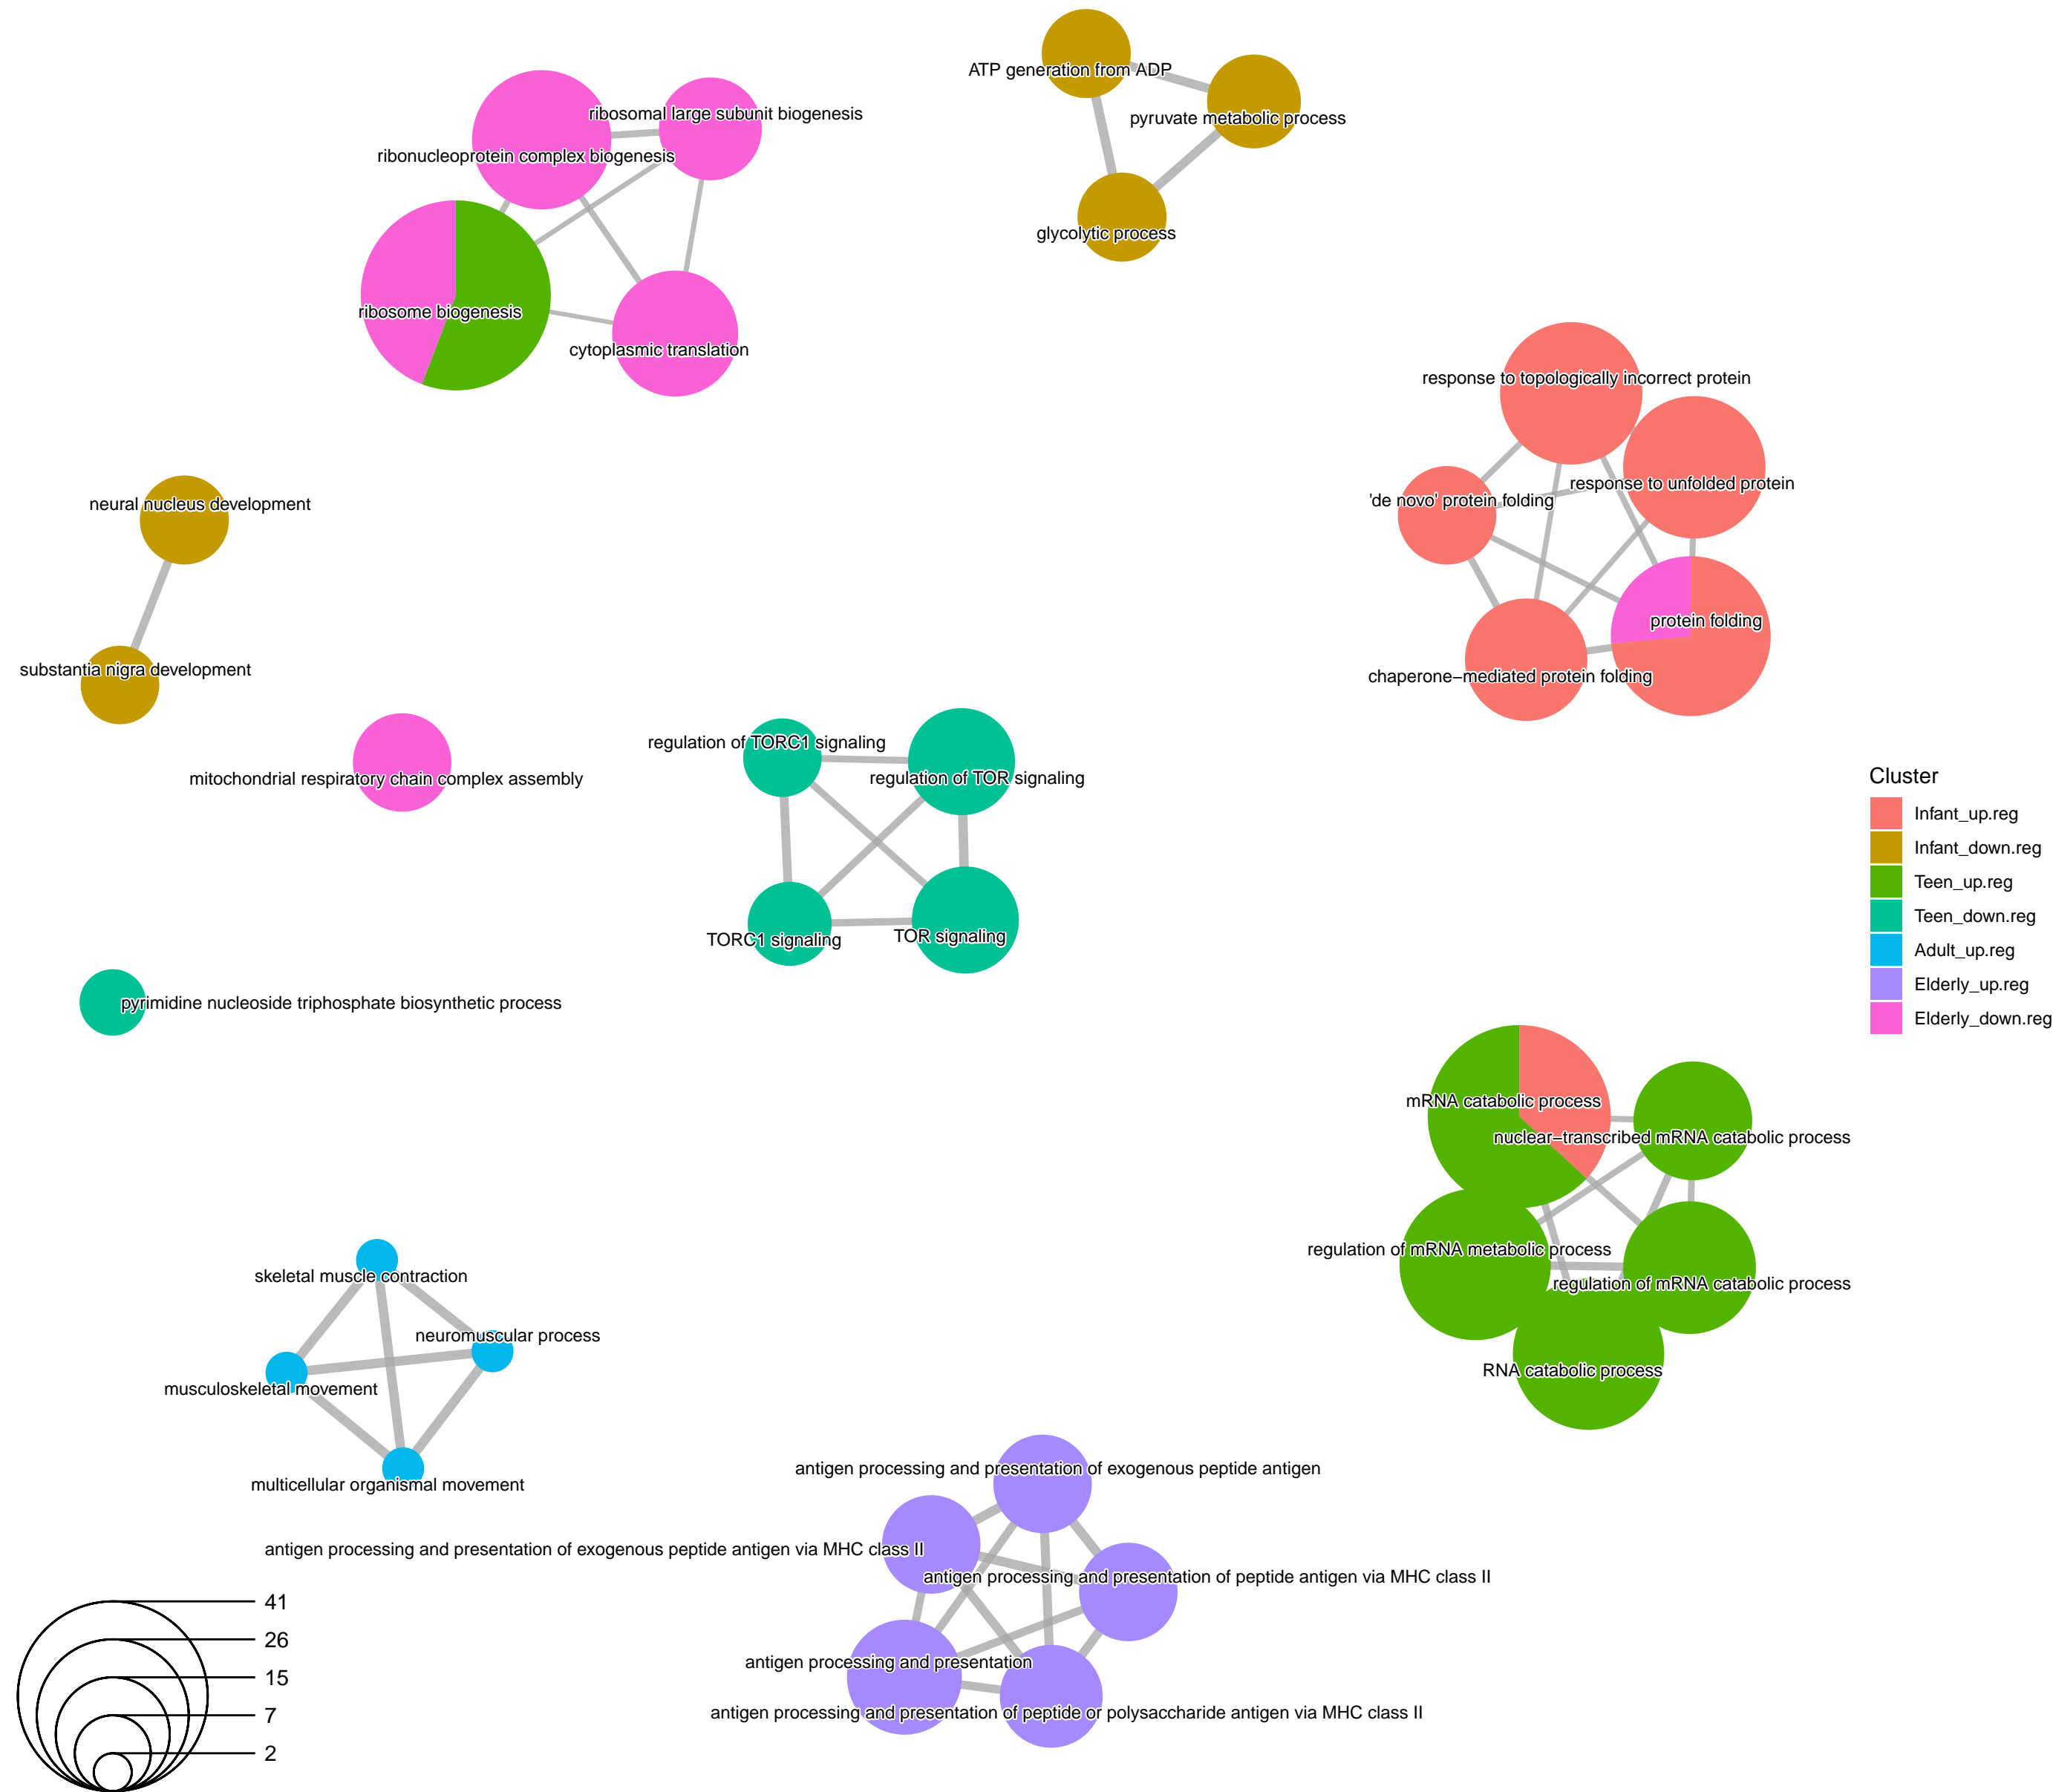 ATP generation from ADP
ribosomal large subunit biogenesis
pyruvate metabolic process
ribonucleoprotein complex biogenesis
glycolytic process
ribosome biogenesis
cytoplasmic translation
response to topologically incorrect protein
response to unfolded protein
'de novo' protein folding
neural nucleus development
protein folding
substantia nigra development
chaperone−mediated protein folding
regulation of TORC1 signaling
regulation of TOR signaling
mitochondrial respiratory chain complex assembly
TORC1 signaling
TOR signaling
pyrimidine nucleoside triphosphate biosynthetic process
Cluster
Infant_up.reg
Infant_down.reg
Teen_up.reg
Teen_down.reg
Adult_up.reg
Elderly_up.reg
Elderly_down.reg
mRNA catabolic process
nuclear−transcribed mRNA catabolic process
regulation of mRNA metabolic process
regulation of mRNA catabolic process
RNA catabolic process
skeletal muscle contraction
neuromuscular process
musculoskeletal movement
multicellular organismal movement
antigen processing and presentation of exogenous peptide antigen
antigen processing and presentation of exogenous peptide antigen via MHC class II
antigen processing and presentation of peptide antigen via MHC class II
antigen processing and presentation
antigen processing and presentation of peptide or polysaccharide antigen via MHC class II
41
26
15
7
2